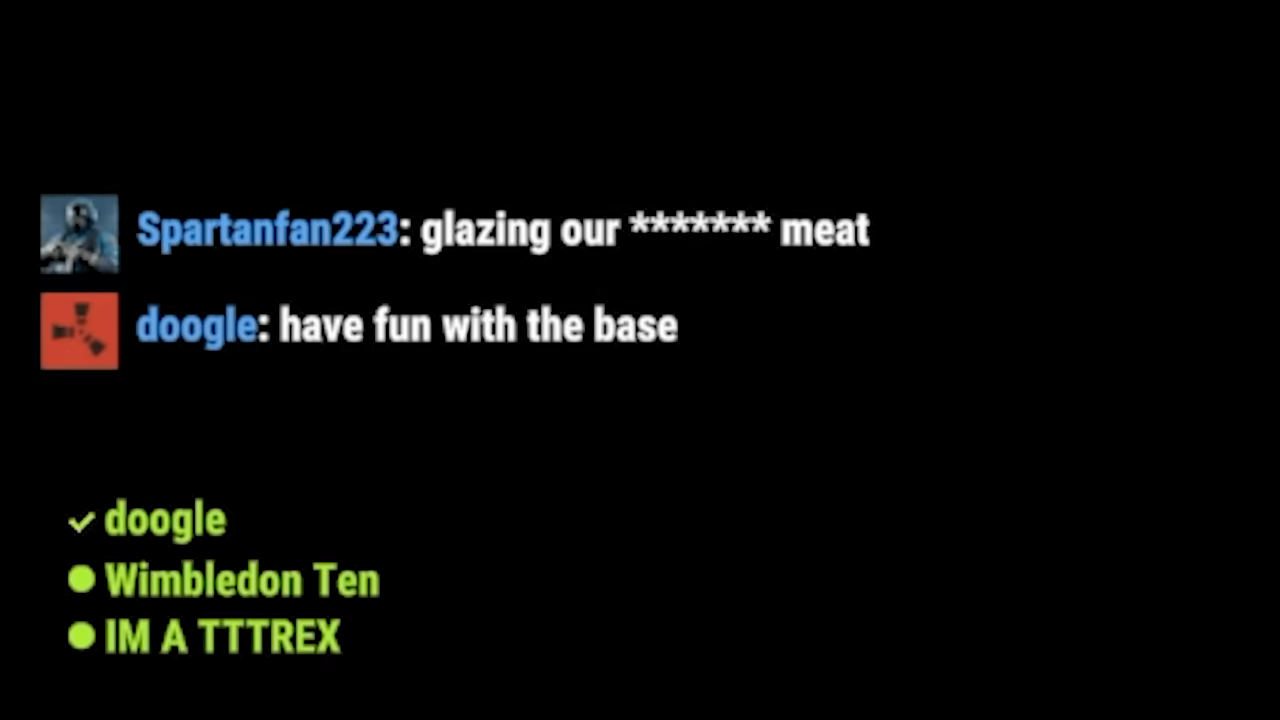 Spartanfan223: glazing our ******* meat
doogle: have fun with the base
doogle
Wimbledon Ten
IM A TTTREX